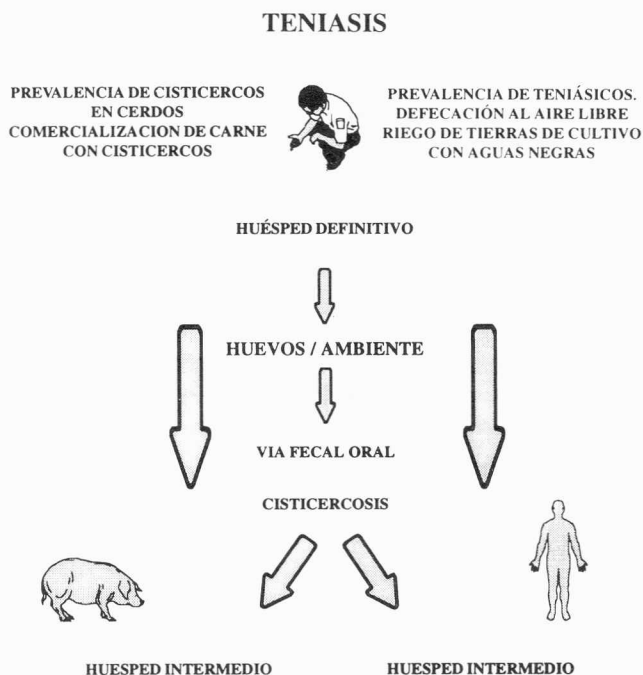 TENIASIS
PREVALENCIA DE CISTICERCOS
EN CERDOS
COMERCIALIZACION DE CARNE
CON CISTICERCOS
PREVALENCIA DE TENIÁSICOS.
DEFECACIÓN AL AIRE LIBRE
RIEGO DE TIERRAS DE CULTIVO
CON AGUAS NEGRAS
HUÉSPED DEFINITIVO
HUEVOS / AMBIENTE
VIA FECAL ORAL
CISTICERCOSIS
HUESPED INTERMEDIO
HUESPED INTERMEDIO